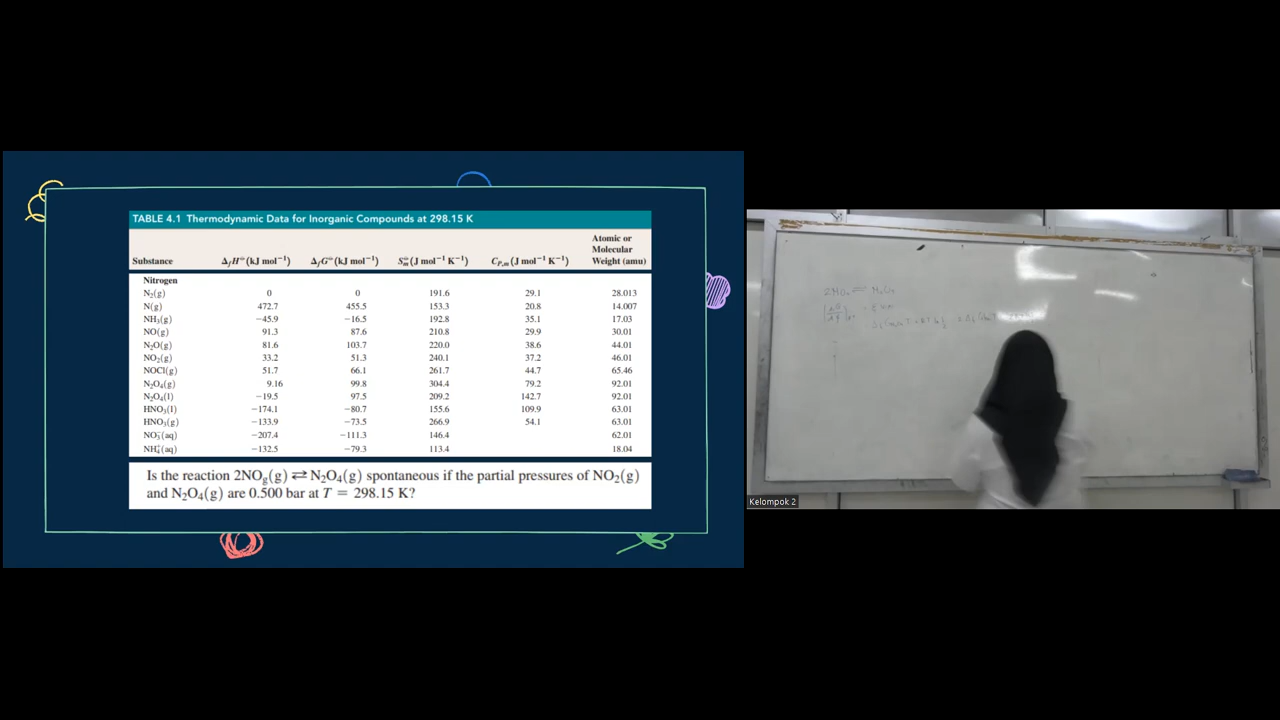 TABLE 4.1 Thermodynamic Data for Inorganic Compounds at 298.15 K
Substance ΔfH°(kJ mol⁻¹) ΔfG°(kJ mol⁻¹) S°m(J mol⁻¹ K⁻¹) CP,m(J mol⁻¹ K⁻¹) Atomic or Molecular Weight (amu)
Nitrogen
N₂(g) 0 0 191.6 29.1 28.013
N(g) 472.7 455.5 153.3 20.8 14.007
NH₃(g) −45.9 −16.5 192.8 35.1 17.03
NO(g) 91.3 87.6 210.8 29.9 30.01
N₂O(g) 81.6 103.7 220.0 38.6 44.01
NO₂(g) 33.2 51.3 240.1 37.2 46.01
NOCl(g) 51.7 66.1 261.7 44.7 65.46
N₂O₄(g) 9.16 99.8 304.4 79.2 92.01
N₂O₄(l) −19.5 97.5 209.2 142.7 92.01
HNO₃(l) −174.1 −80.7 155.6 109.9 63.01
HNO₃(g) −133.9 −73.5 266.9 54.1 63.01
NO₃⁻(aq) −207.4 −111.3 146.4 62.01
NH₄⁺(aq) −132.5 −79.3 113.4 18.04
Is the reaction 2NOg(g) ⇄ N₂O₄(g) spontaneous if the partial pressures of NO₂(g)
and N₂O₄(g) are 0.500 bar at T = 298.15 K?
Kelompok 2